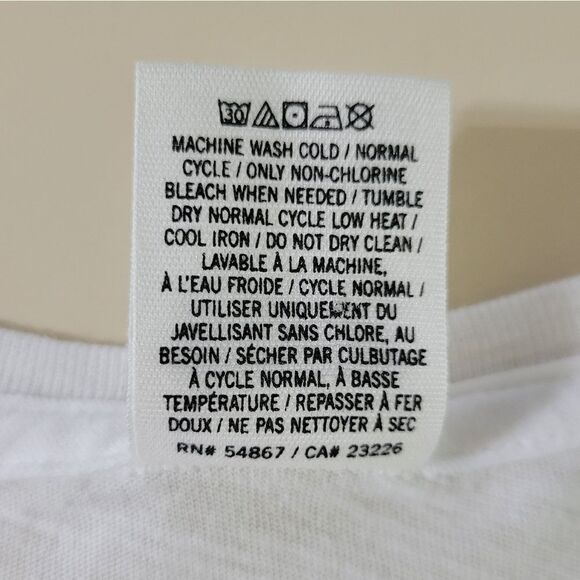 30
MACHINE WASH COLD / NORMAL
CYCLE / ONLY NON-CHLORINE
BLEACH WHEN NEEDED / TUMBLE
DRY NORMAL CYCLE LOW HEAT /
COOL IRON / DO NOT DRY CLEAN /
LAVABLE À LA MACHINE,
À L'EAU FROIDE / CYCLE NORMAL /
UTILISER UNIQUEMENT DU
JAVELLISANT SANS CHLORE, AU
BESOIN / SÉCHER PAR CULBUTAGE
À CYCLE NORMAL, À BASSE
TEMPÉRATURE / REPASSER À FER
DOUX / NE PAS NETTOYER À SEC
RN# 54867 / CA# 23226